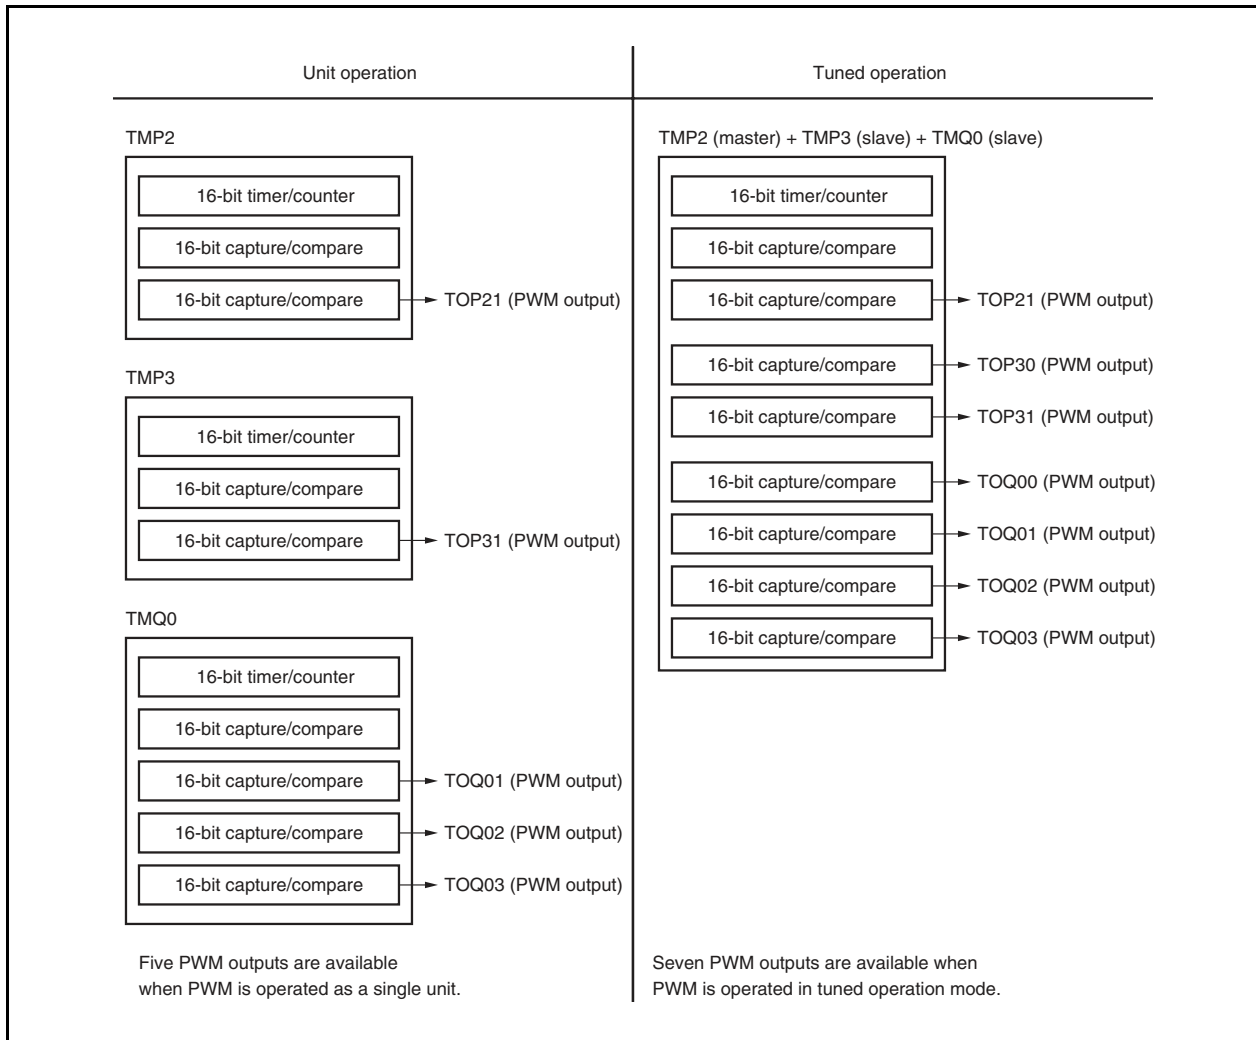 Unit operation
Tuned operation
TMP2
16-bit timer/counter
16-bit capture/compare
16-bit capture/compare
TOP21 (PWM output)
TMP3
16-bit timer/counter
16-bit capture/compare
16-bit capture/compare
TOP31 (PWM output)
TMQ0
16-bit timer/counter
16-bit capture/compare
16-bit capture/compare
TOQ01 (PWM output)
16-bit capture/compare
TOQ02 (PWM output)
16-bit capture/compare
TOQ03 (PWM output)
Five PWM outputs are available
when PWM is operated as a single unit.
TMP2 (master) + TMP3 (slave) + TMQ0 (slave)
16-bit timer/counter
16-bit capture/compare
16-bit capture/compare
TOP21 (PWM output)
16-bit capture/compare
TOP30 (PWM output)
16-bit capture/compare
TOP31 (PWM output)
16-bit capture/compare
TOQ00 (PWM output)
16-bit capture/compare
TOQ01 (PWM output)
16-bit capture/compare
TOQ02 (PWM output)
16-bit capture/compare
TOQ03 (PWM output)
Seven PWM outputs are available when
PWM is operated in tuned operation mode.